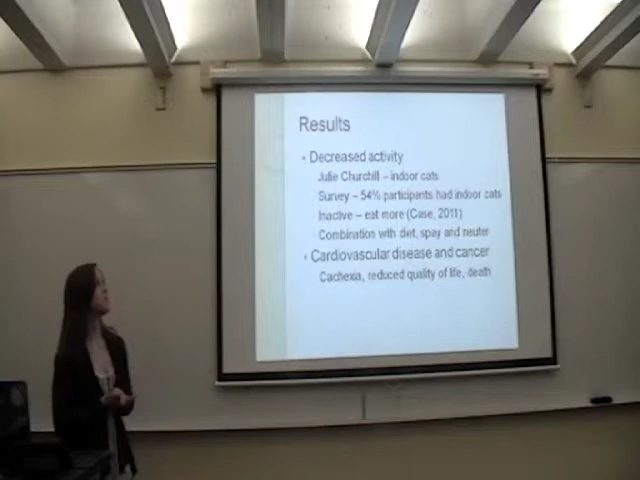 Results
• Decreased activity
Julie Churchill – indoor cats
Survey – 54% participants had indoor cats
Inactive – eat more (Case, 2011)
Combination with diet, spay and neuter
• Cardiovascular disease and cancer
Cachexia, reduced quality of life, death